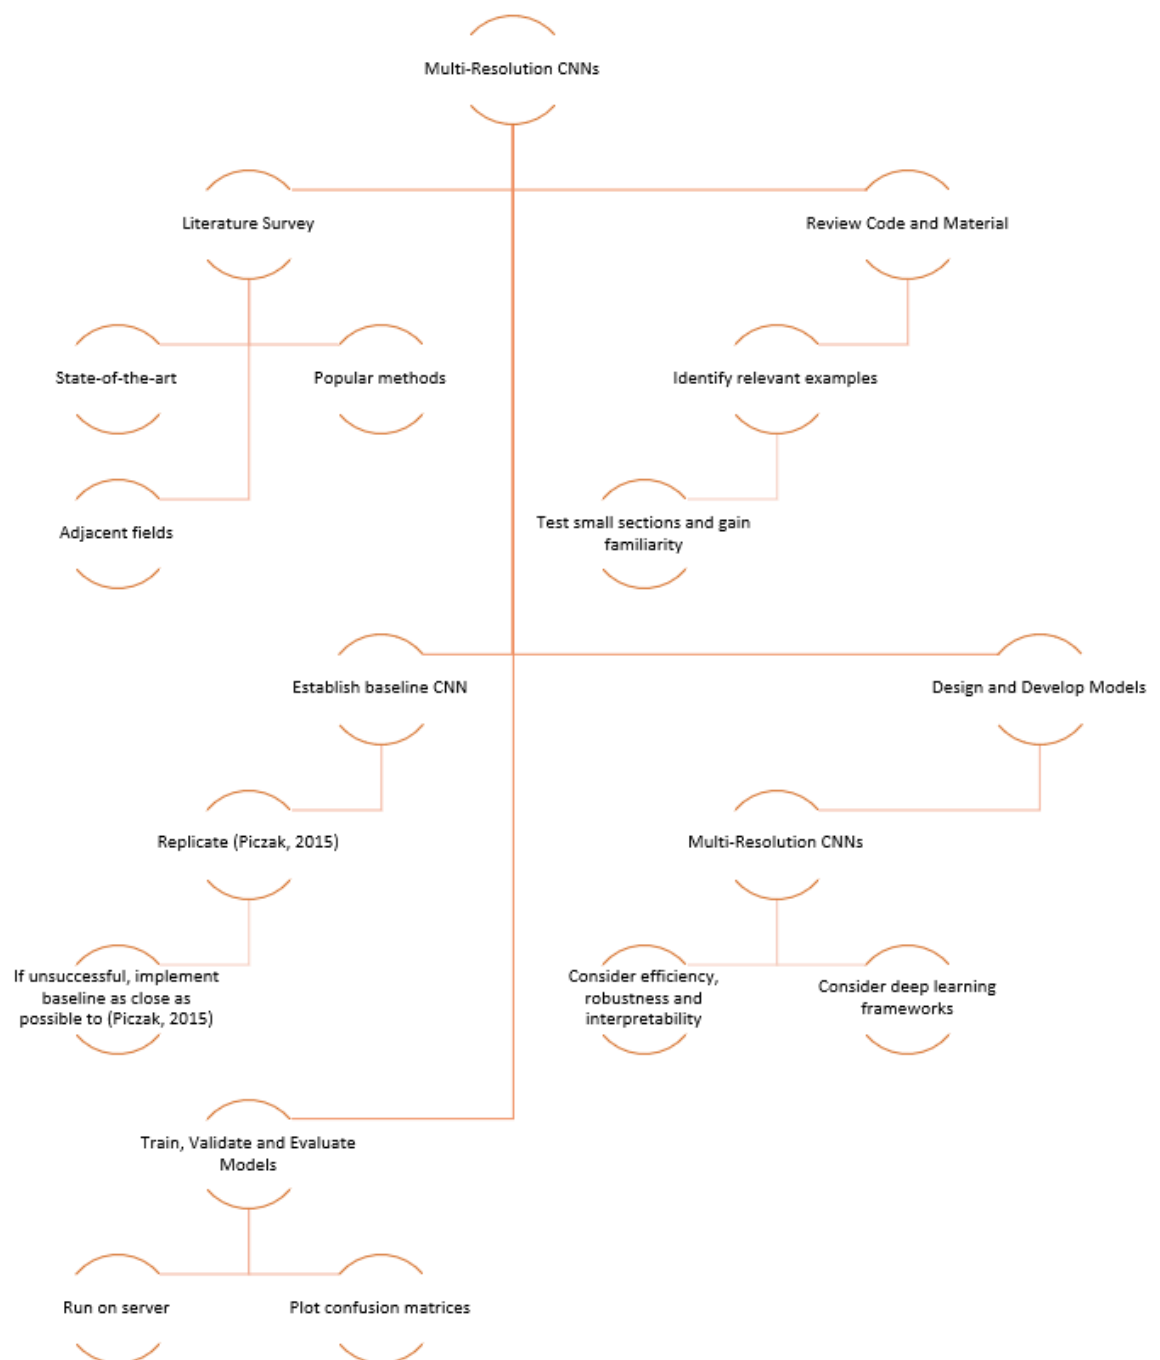 Multi-Resolution CNNs
Literature Survey
Review Code and Material
State-of-the-art
Popular methods
Identify relevant examples
Adjacent fields
Test small sections and gain
familiarity
Establish baseline CNN
Design and Develop Models
Replicate (Piczak, 2015)
Multi-Resolution CNNs
If unsuccessful, implement
baseline as close as
possible to (Piczak, 2015)
Consider efficiency,
robustness and
interpretability
Consider deep learning
frameworks
Train, Validate and Evaluate
Models
Run on server
Plot confusion matrices